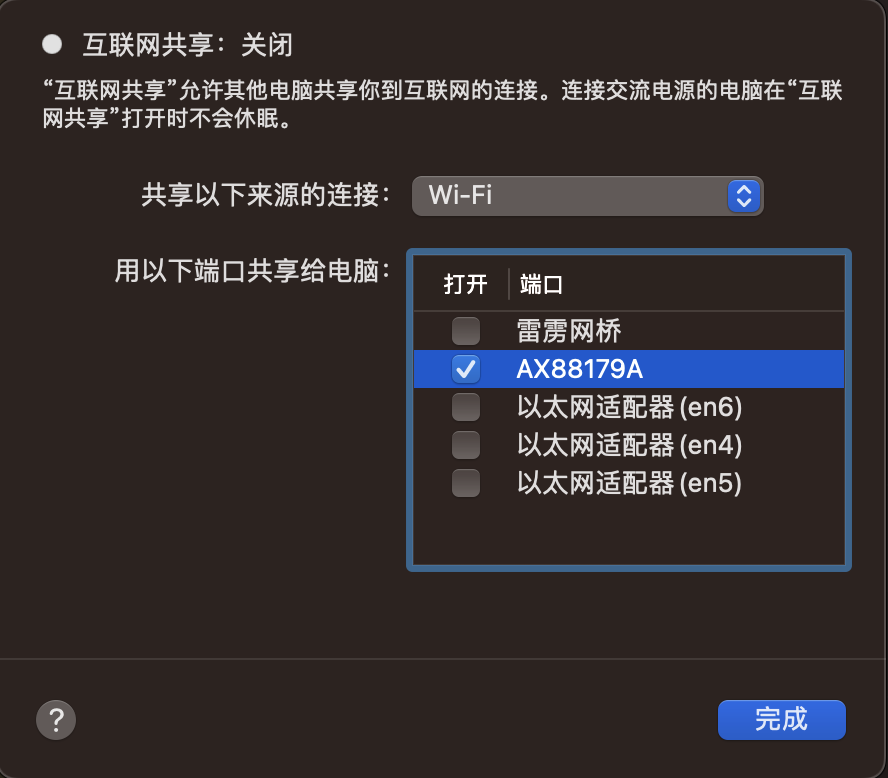 互联网共享：关闭
“互联网共享”允许其他电脑共享你到互联网的连接。连接交流电源的电脑在“互联
网共享”打开时不会休眠。
共享以下来源的连接： Wi-Fi
用以下端口共享给电脑：
打开 端口
雷雳网桥
AX88179A
以太网适配器 (en6)
以太网适配器 (en4)
以太网适配器 (en5)
? 完成